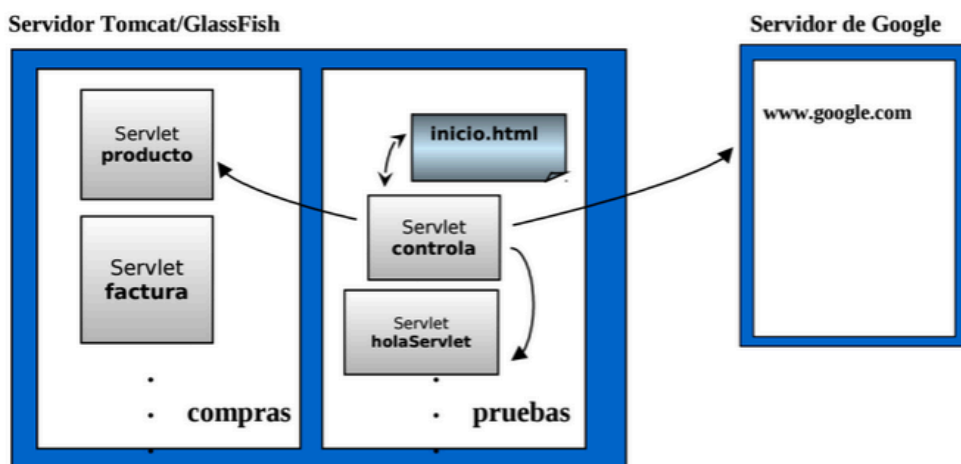 Servidor Tomcat/GlassFish
Servidor de Google
Servlet
producto
Servlet
factura
compras
inicio.html
Servlet
controla
Servlet
holaServlet
pruebas
www.google.com